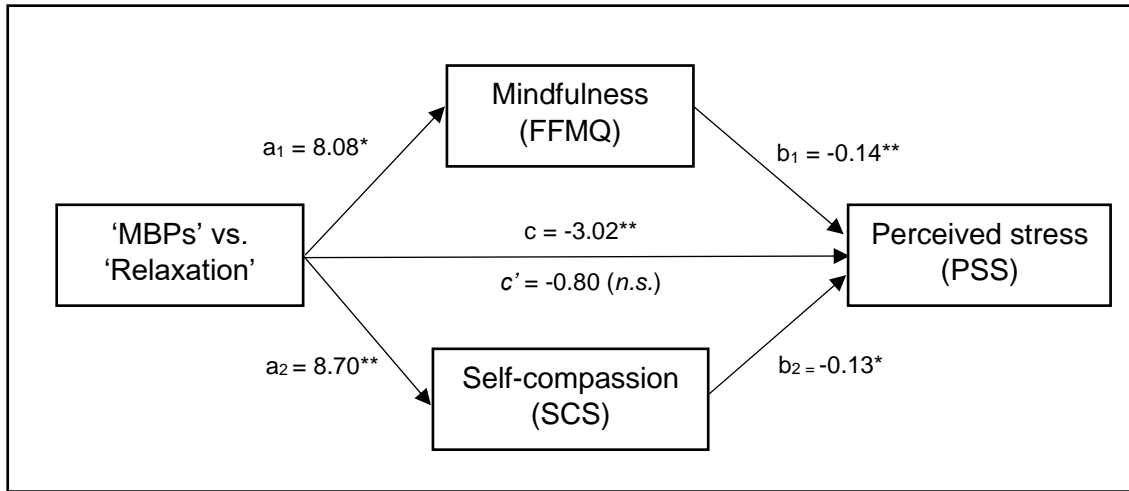 Mindfulness
(FFMQ)
a₁ = 8.08*
b₁ = -0.14**
‘MBPs’ vs.
‘Relaxation’
c = -3.02**
c’ = -0.80 (n.s.)
Perceived stress
(PSS)
a₂ = 8.70**
b₂ = -0.13*
Self-compassion
(SCS)